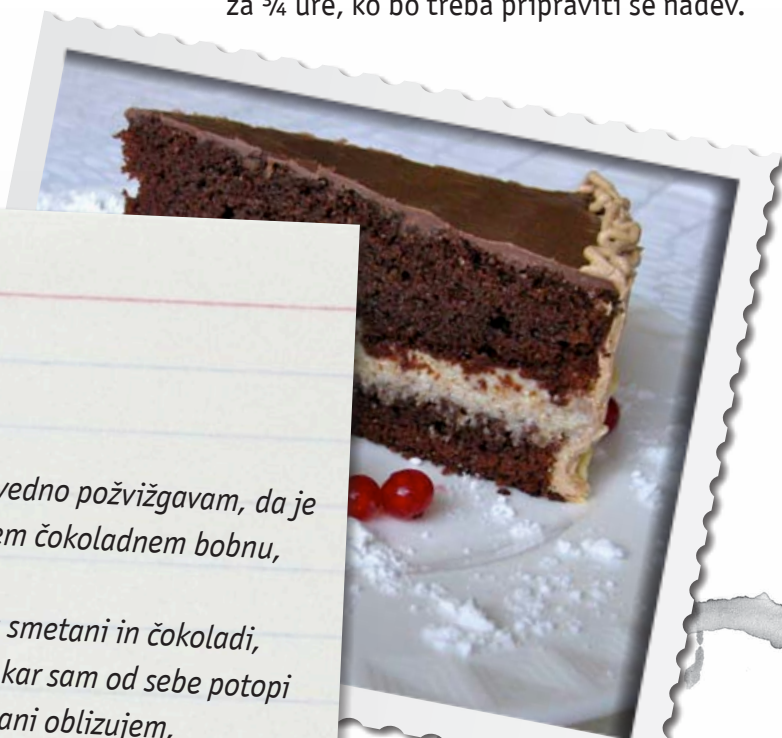 za ¾ ure, ko bo treba pripraviti še nadev.
vedno požvižgavam, da je
em čokoladnem bobnu,
smetani in čokoladi,
kar sam od sebe potopi
ani oblizujem,